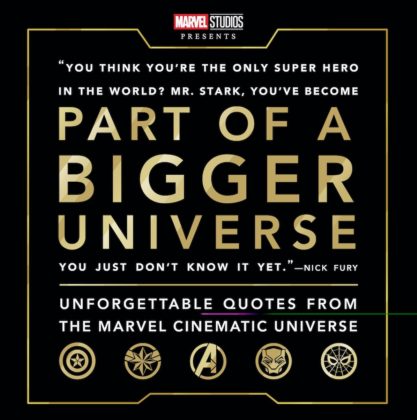 MARVEL STUDIOS
PRESENTS
“YOU THINK YOU’RE THE ONLY SUPER HERO
IN THE WORLD? MR. STARK, YOU’VE BECOME
PART OF A
BIGGER
UNIVERSE
YOU JUST DON’T KNOW IT YET.”—NICK FURY
UNFORGETTABLE QUOTES FROM
THE MARVEL CINEMATIC UNIVERSE